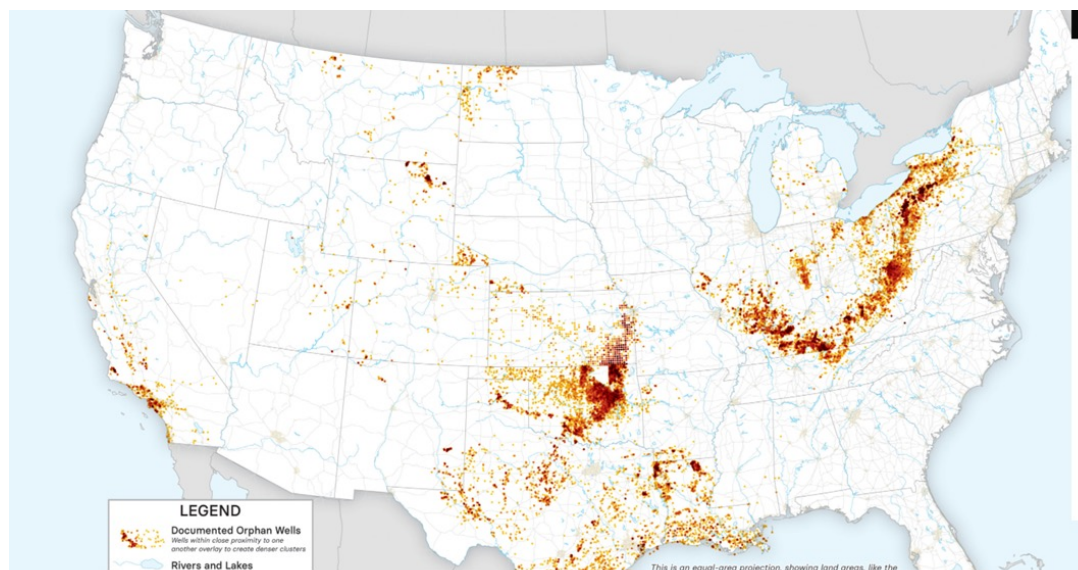 LEGEND
Documented Orphan Wells
Wells within close proximity to one
another overlay to create denser clusters
Rivers and Lakes
This is an equal-area projection, showing land areas, like the